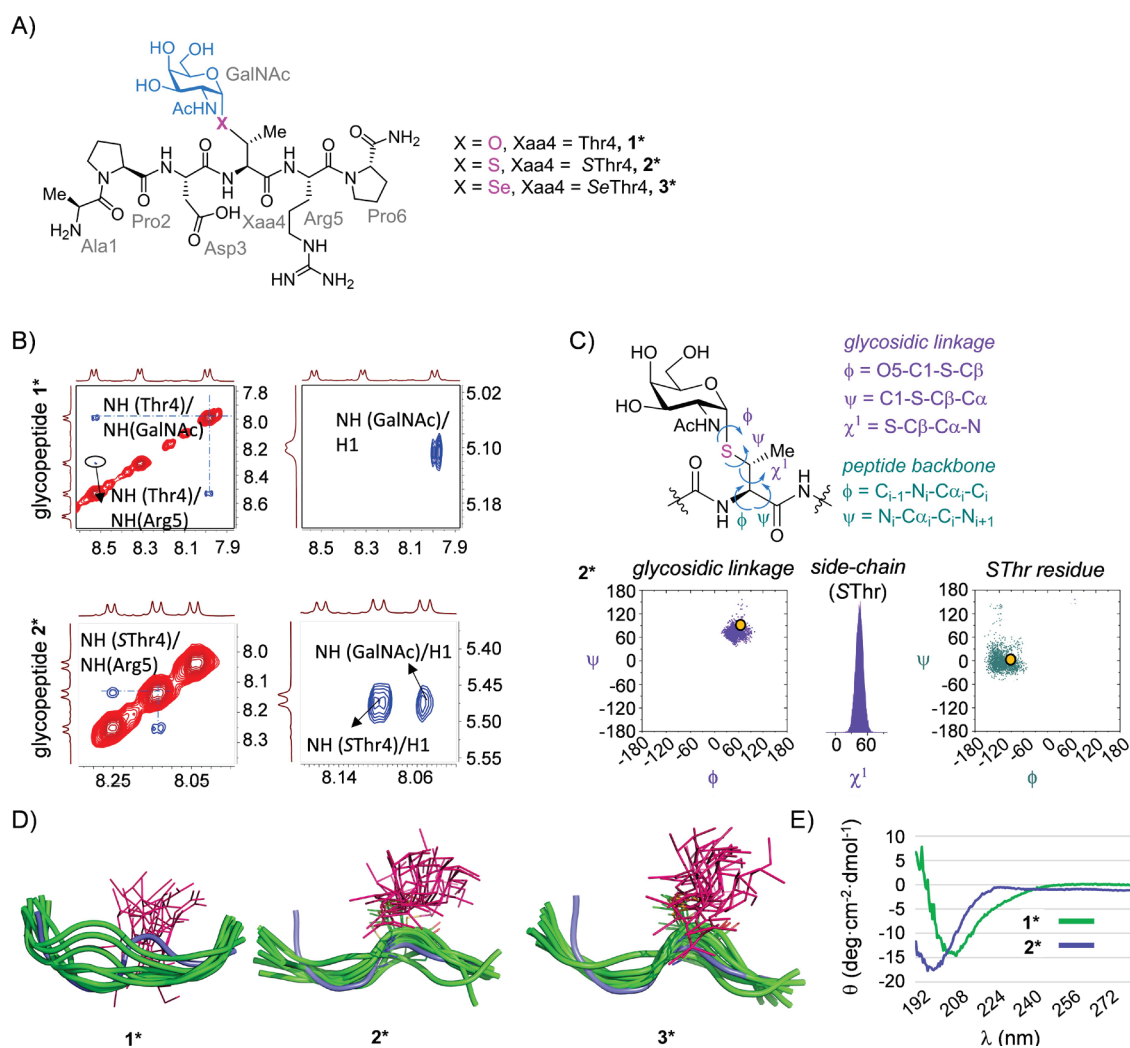 A)
HO OH
O GalNAc
HO
AcHN
X
Me
NH2
O
H N
O
H N
O
N
N
O
N H
O
N H
O
Me
O
OH
Pro2
Xaa4
Arg5
Pro6
H2N
Ala1
O
Asp3
NH
HN NH2
X = O, Xaa4 = Thr4, 1*
X = S, Xaa4 = SThr4, 2*
X = Se, Xaa4 = SeThr4, 3*
B)
glycopeptide 1*
NH (Thr4)/
NH(GalNAc)
NH (Thr4)/
NH(Arg5)
7.8
8.0
8.2
8.4
8.6
8.5 8.3 8.1 7.9
NH (GalNAc)/
H1
5.02
5.10
5.18
8.5 8.3 8.1 7.9
glycopeptide 2*
NH (SThr4)/
NH(Arg5)
8.0
8.1
8.2
8.3
8.25 8.05
NH (GalNAc)/H1
NH (SThr4)/H1
5.40
5.45
5.50
5.55
8.14 8.06
C)
HO OH
O
HO
AcHN
S
ϕ
ψ
Me
χ1
N H
H N
O
O
ϕ ψ
glycosidic linkage
ϕ = O5-C1-S-Cβ
ψ = C1-S-Cβ-Cα
χ1 = S-Cβ-Cα-N
peptide backbone
ϕ = Ci-1-Ni-Cαi-Ci
ψ = Ni-Cαi-Ci-Ni+1
2* glycosidic linkage
side-chain
(SThr)
SThr residue
180
120
60
ψ 0
-60
-120
-180
-180 -120 -60 0 60 120 180
ϕ
0 60
χ1
180
120
60
ψ 0
-60
-120
-180
-180 -120 -60 0 60 120 180
ϕ
D)
1* 2* 3*
E)
θ (deg·cm-2·dmol-1)
10
5
0
-5
-10
-15
-20
1*
2*
192 208 224 240 256 272
λ (nm)